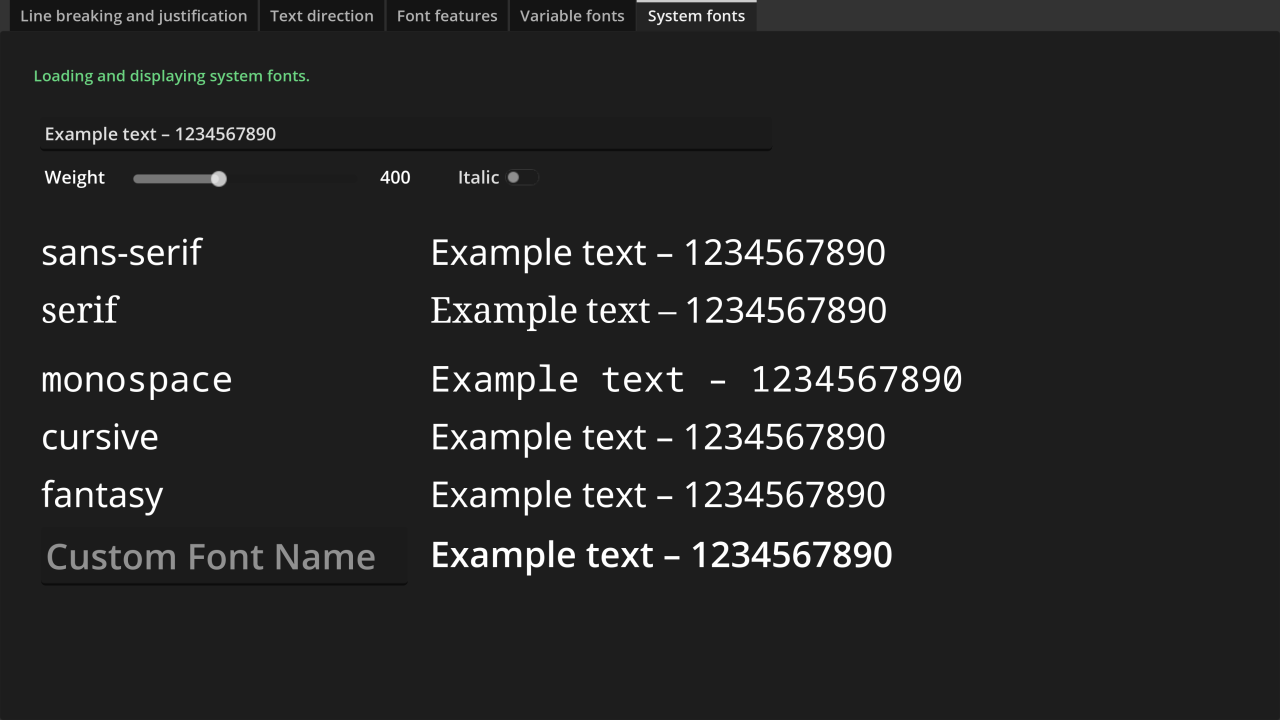 Line breaking and justification Text direction Font features Variable fonts System fonts
Loading and displaying system fonts.
Example text – 1234567890
Weight 400 Italic
sans-serif Example text – 1234567890
serif Example text – 1234567890
monospace Example text – 1234567890
cursive Example text – 1234567890
fantasy Example text – 1234567890
Custom Font Name Example text – 1234567890